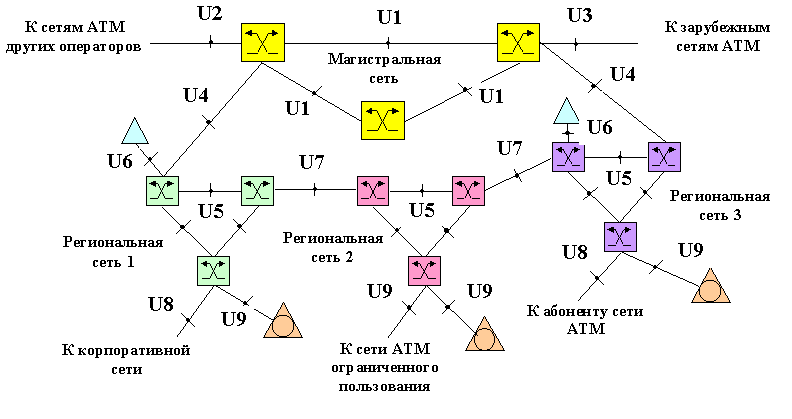 U2
U1
U3
К сетям АТМ
других операторов
К зарубежным
сетям АТМ
Магистральная
сеть
U4
U1
U1
U4
U6
U6
U7
U7
U5
U5
U5
Региональная
сеть 1
Региональная
сеть 2
Региональная
сеть 3
U8
U9
U9
U9
U8
U9
К корпоративной
сети
К сети АТМ
ограниченного
пользования
К абоненту сети
АТМ